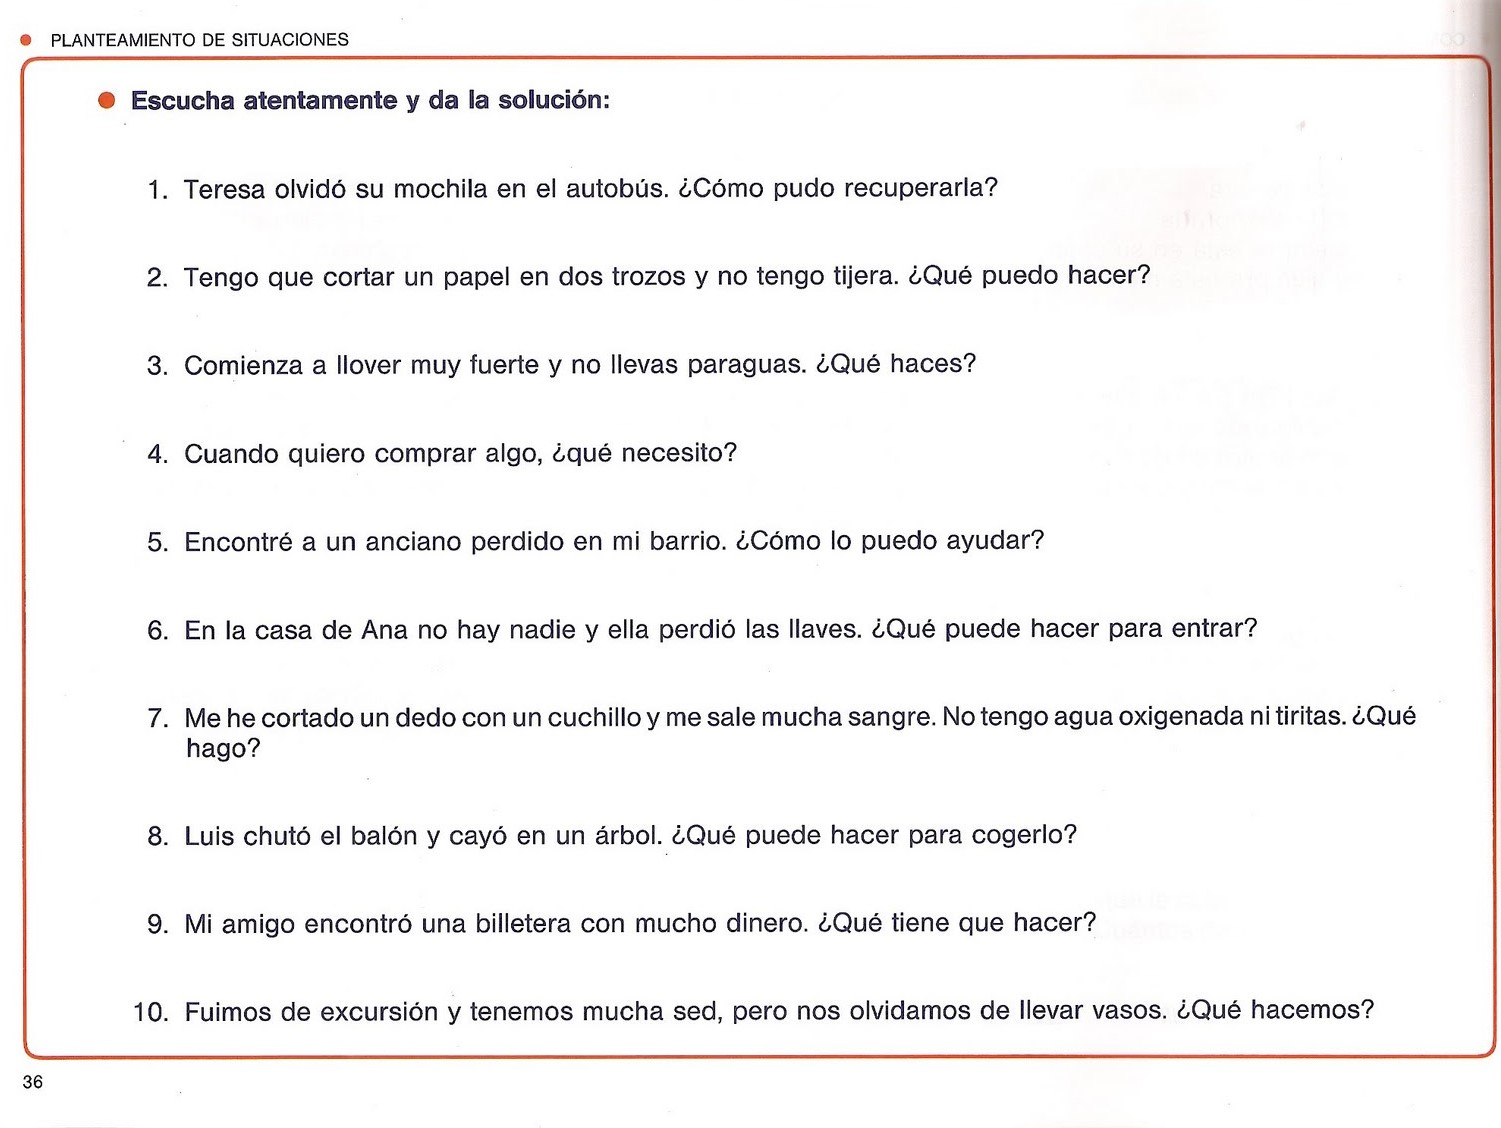 PLANTEAMIENTO DE SITUACIONES
Escucha atentamente y da la solución:
1. Teresa olvidó su mochila en el autobús. ¿Cómo pudo recuperarla?
2. Tengo que cortar un papel en dos trozos y no tengo tijera. ¿Qué puedo hacer?
3. Comienza a llover muy fuerte y no llevas paraguas. ¿Qué haces?
4. Cuando quiero comprar algo, ¿qué necesito?
5. Encontré a un anciano perdido en mi barrio. ¿Cómo lo puedo ayudar?
6. En la casa de Ana no hay nadie y ella perdió las llaves. ¿Qué puede hacer para entrar?
7. Me he cortado un dedo con un cuchillo y me sale mucha sangre. No tengo agua oxigenada ni tiritas. ¿Qué
hago?
8. Luis chutó el balón y cayó en un árbol. ¿Qué puede hacer para cogerlo?
9. Mi amigo encontró una billetera con mucho dinero. ¿Qué tiene que hacer?
10. Fuimos de excursión y tenemos mucha sed, pero nos olvidamos de llevar vasos. ¿Qué hacemos?
36